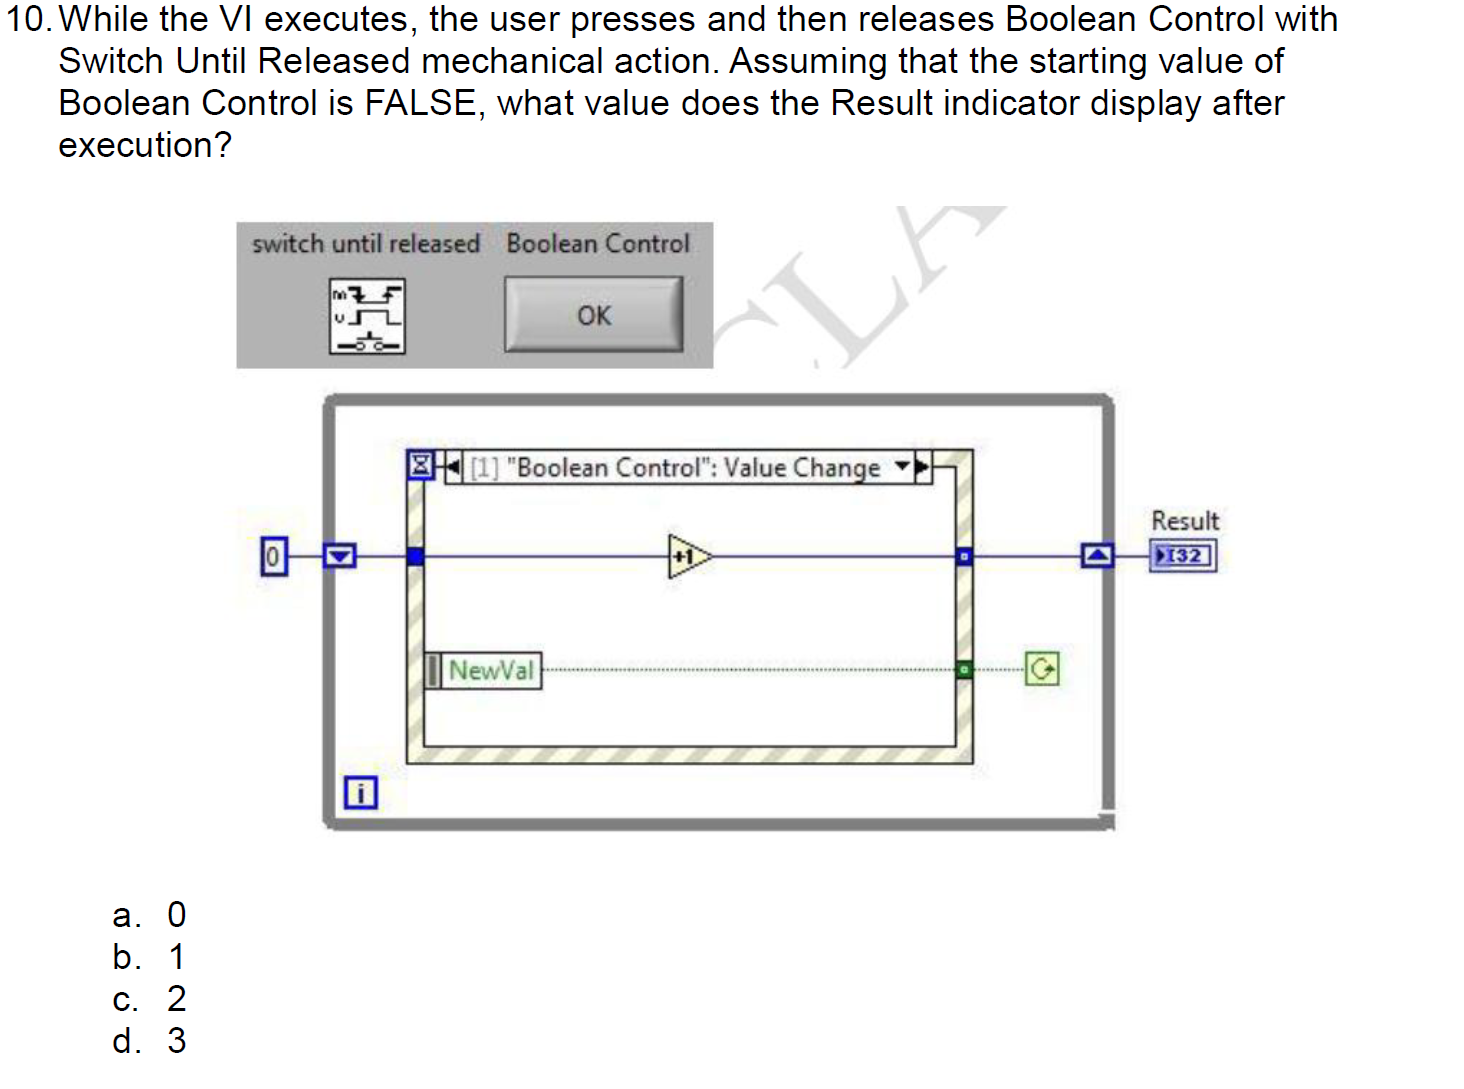 10. While the VI executes, the user presses and then releases Boolean Control with
Switch Until Released mechanical action. Assuming that the starting value of
Boolean Control is FALSE, what value does the Result indicator display after
execution?
switch until released Boolean Control
m
v
OK
CLA
[1] "Boolean Control": Value Change
0
+1
Result
I32
NewVal
i
a. 0
b. 1
c. 2
d. 3